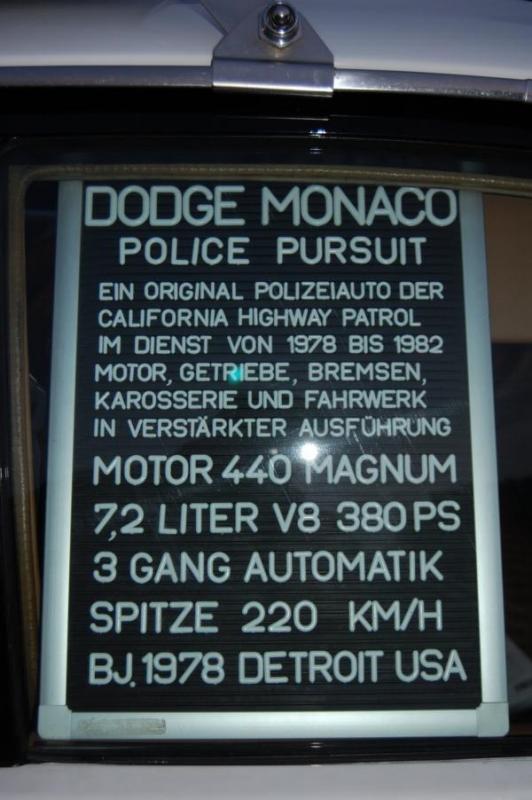 DODGE MONACO
POLICE PURSUIT
EIN ORIGINAL POLIZEIAUTO DER
CALIFORNIA HIGHWAY PATROL
IM DIENST VON 1978 BIS 1982
MOTOR, GETRIEBE, BREMSEN,
KAROSSERIE UND FAHRWERK
IN VERSTÄRKTER AUSFÜHRUNG
MOTOR 440 MAGNUM
7,2 LITER V8 380 PS
3 GANG AUTOMATIK
SPITZE 220 KM/H
BJ. 1978 DETROIT USA